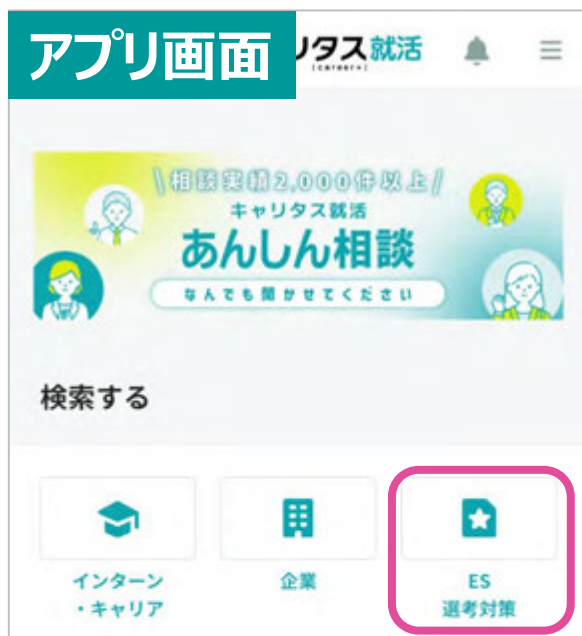 アプリ画面
リタス就活
[career+]
\相談実績2,000件以上/
キャリタス就活
あんしん相談
なんでも聞かせてください
検索する
インターン
・キャリア
企業
ES
選考対策